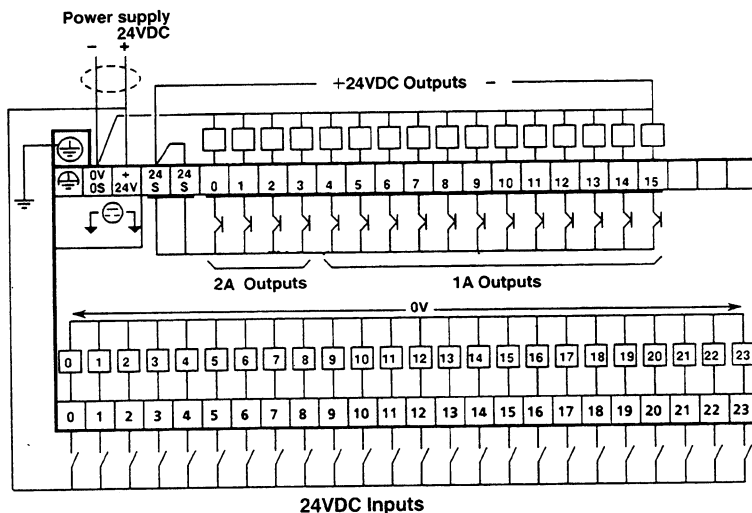 Power supply
24VDC
- +
+24VDC Outputs -
0V 0S + 24V 24 S 24 S 0 1 2 3 4 5 6 7 8 9 10 11 12 13 14 15
2A Outputs 1A Outputs
0V
0 1 2 3 4 5 6 7 8 9 10 11 12 13 14 15 16 17 18 19 20 21 22 23
0 1 2 3 4 5 6 7 8 9 10 11 12 13 14 15 16 17 18 19 20 21 22 23
24VDC Inputs